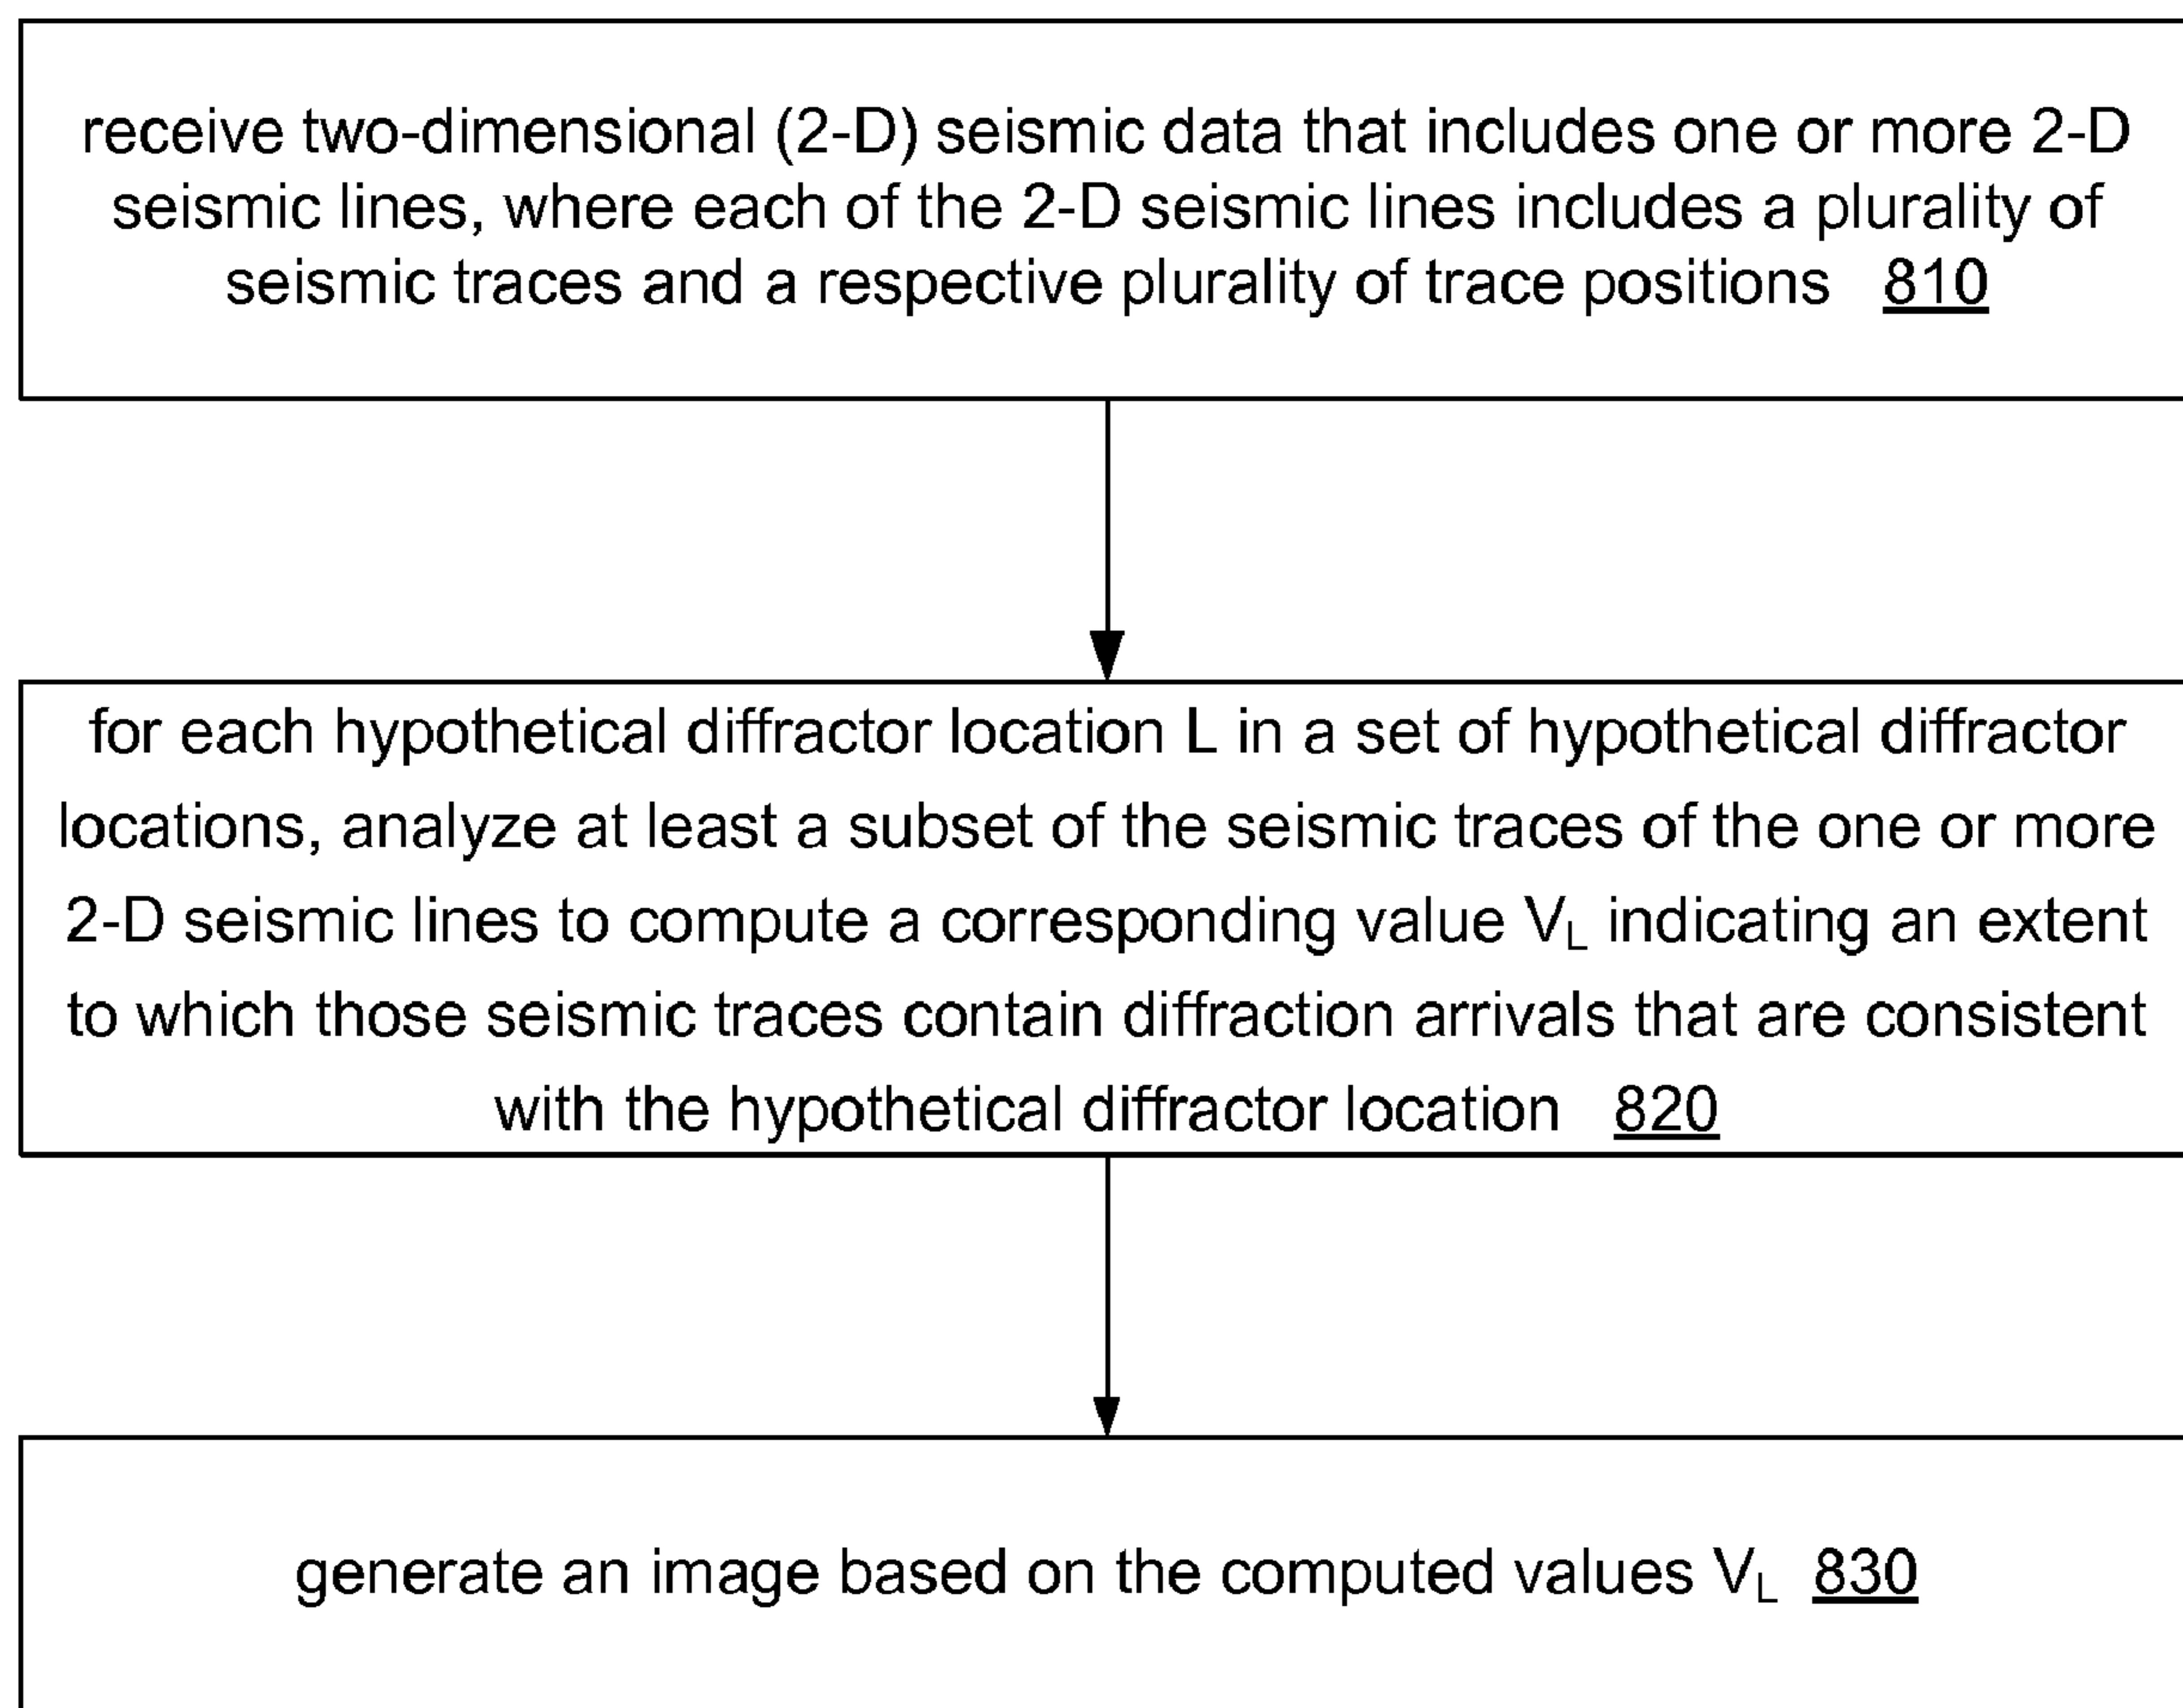 receive two-dimensional (2-D) seismic data that includes one or more 2-D
seismic lines, where each of the 2-D seismic lines includes a plurality of
seismic traces and a respective plurality of trace positions 810
for each hypothetical diffractor location L in a set of hypothetical diffractor
locations, analyze at least a subset of the seismic traces of the one or more
2-D seismic lines to compute a corresponding value VL indicating an extent
to which those seismic traces contain diffraction arrivals that are consistent
with the hypothetical diffractor location 820
generate an image based on the computed values VL 830